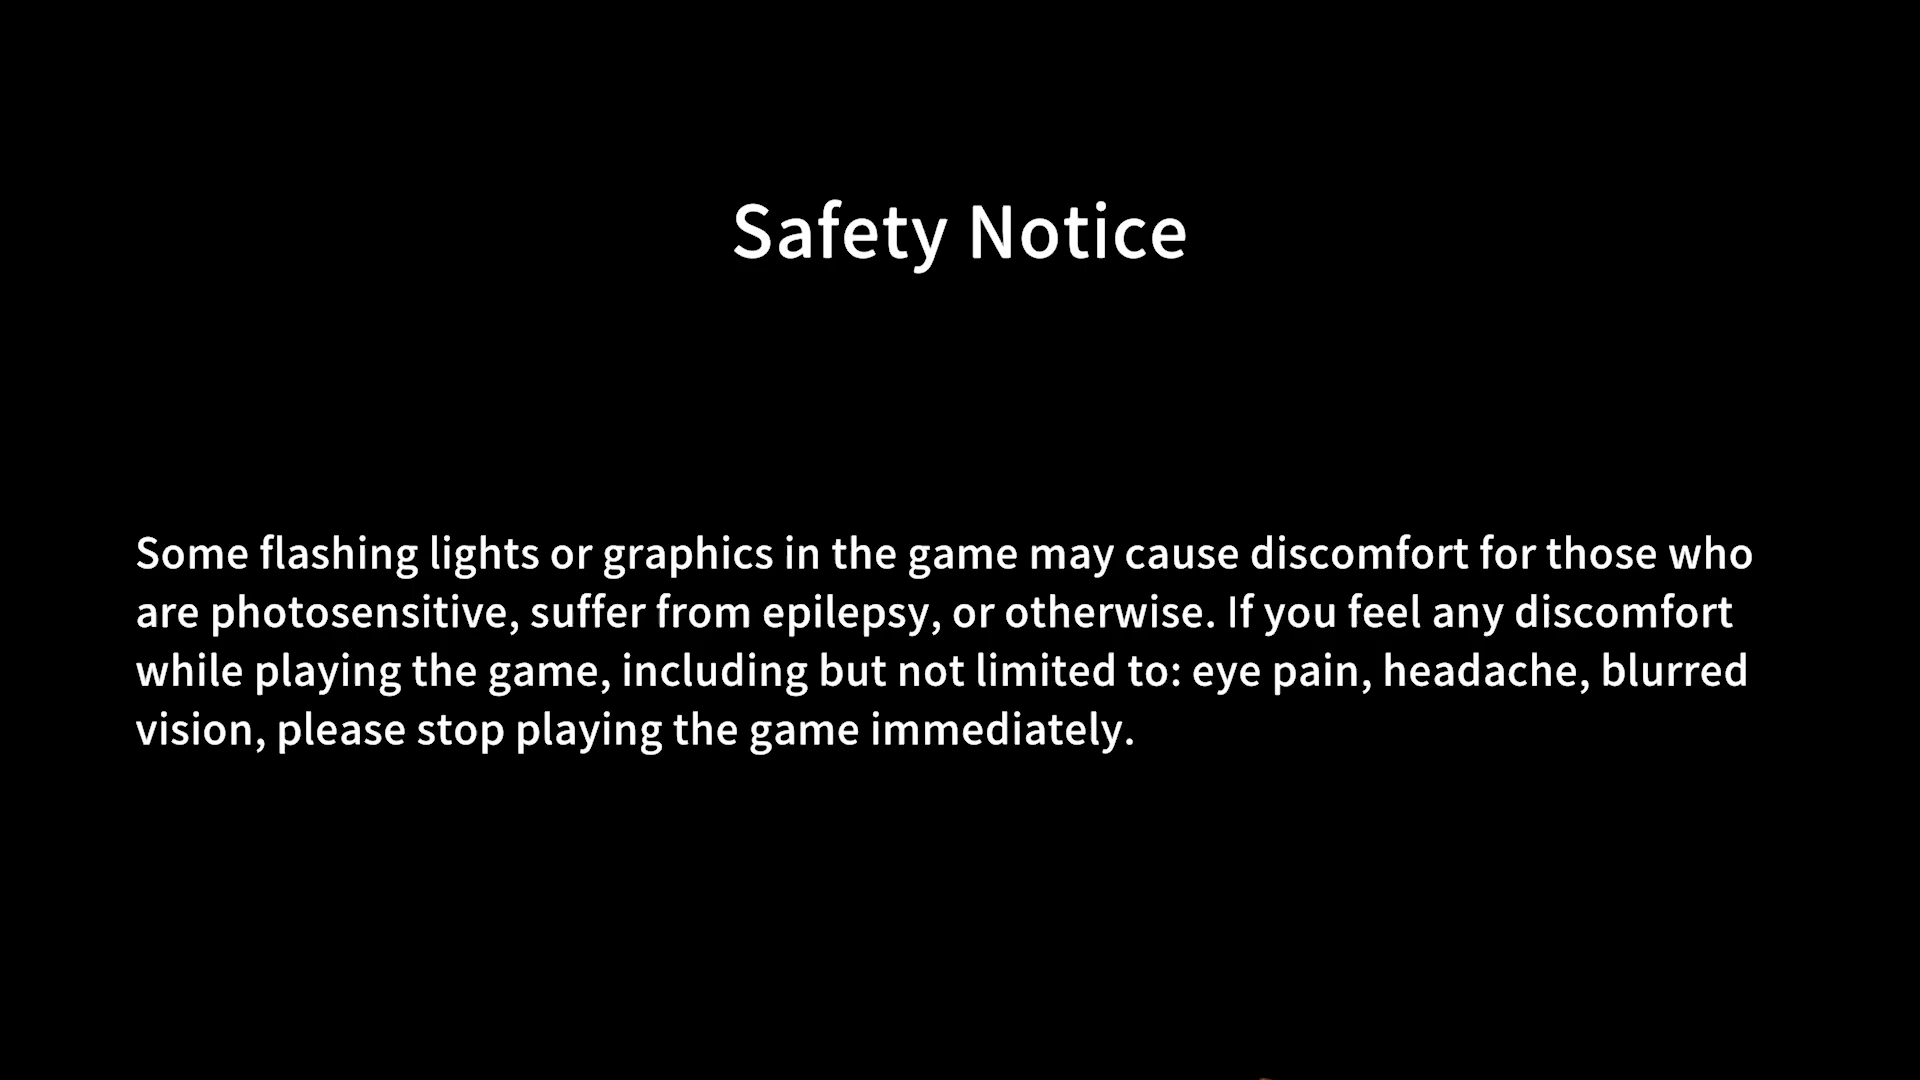 Safety Notice
Some flashing lights or graphics in the game may cause discomfort for those who
are photosensitive, suffer from epilepsy, or otherwise. If you feel any discomfort
while playing the game, including but not limited to: eye pain, headache, blurred
vision, please stop playing the game immediately.